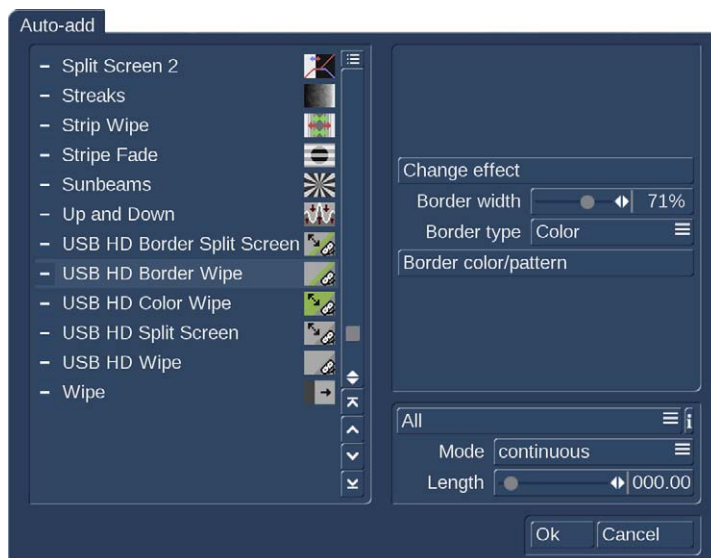 Auto-add
– Split Screen 2
– Streaks
– Strip Wipe
– Stripe Fade
– Sunbeams
– Up and Down
– USB HD Border Split Screen
– USB HD Border Wipe
– USB HD Color Wipe
– USB HD Split Screen
– USB HD Wipe
– Wipe
Change effect
Border width 71%
Border type Color
Border color/pattern
All i
Mode continuous
Length 000.00
Ok Cancel